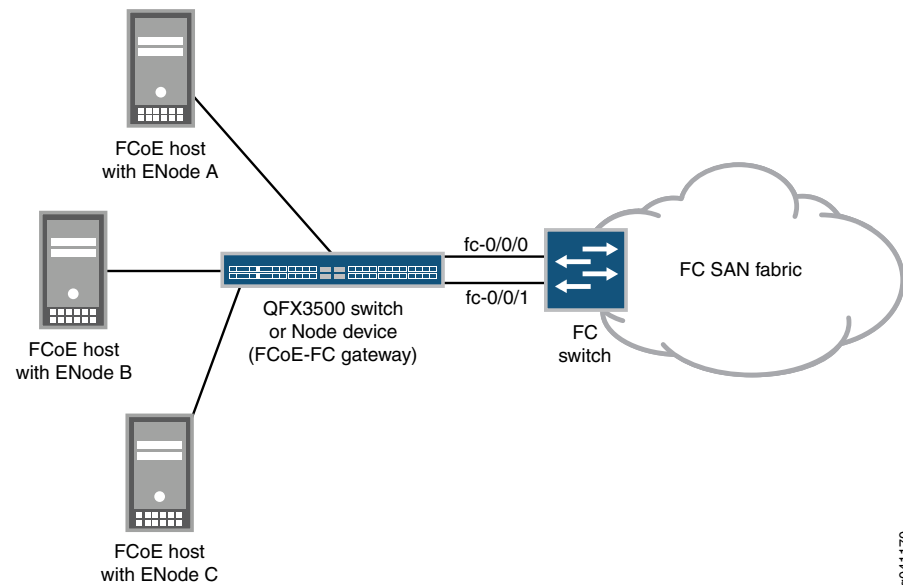 FCoE host
with ENode A
FCoE host
with ENode B
FCoE host
with ENode C
QFX3500 switch
or Node device
(FCoE-FC gateway)
fc-0/0/0
fc-0/0/1
FC
switch
FC SAN fabric